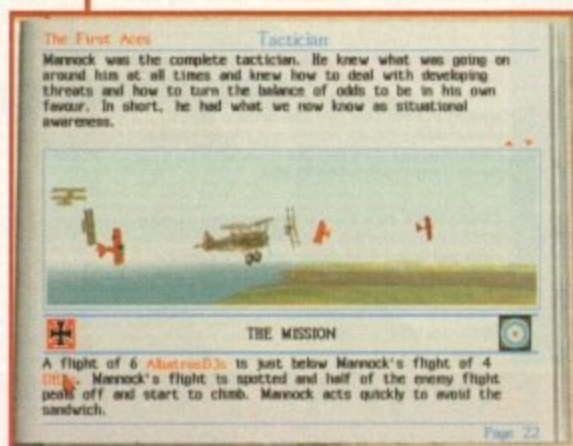 The First Aces
Tactician
Mannock was the complete tactician. He knew what was going on
around him at all times and knew how to deal with developing
threats and how to turn the balance of odds to be in his own
favour. In short, he had what we now know as situational
awareness.
THE MISSION
A flight of 6 AlbatrosD3s is just below Mannock's flight of 4
. Mannock's flight is spotted and half of the enemy flight
peals off and start to climb. Mannock acts quickly to avoid the
sandwich.
Page 22